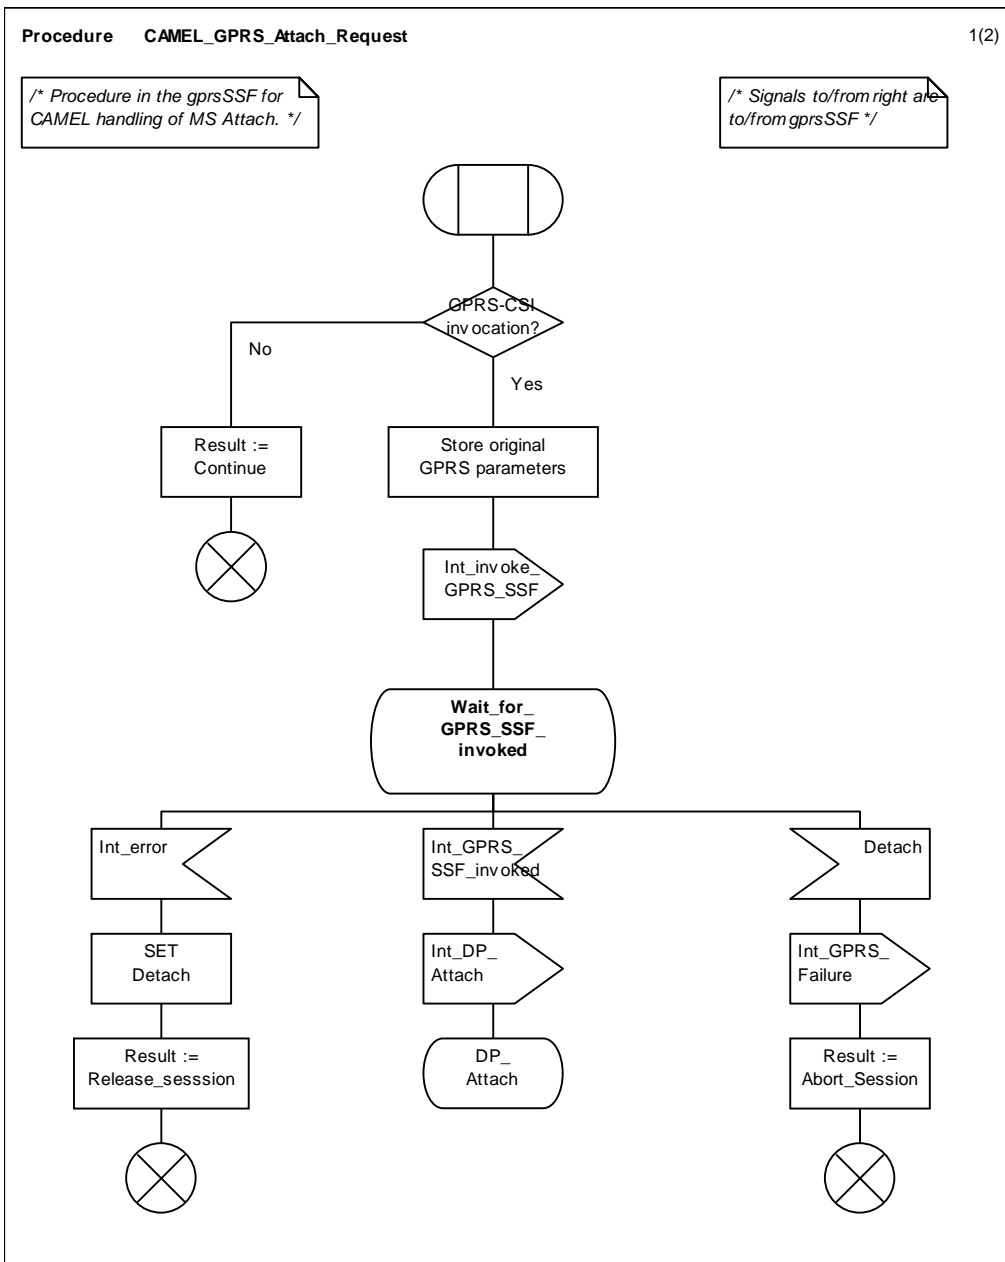 Procedure CAMEL_GPRS_Attach_Request 1(2)
/* Procedure in the gprsSSF for
CAMEL handling of MS Attach. */
/* Signals to/from right are
to/from gprsSSF */
GPRS-CSI
invocation?
No
Yes
Result :=
Continue
Store original
GPRS parameters
Int_invoke_
GPRS_SSF
Wait_for_
GPRS_SSF_
invoked
Int_error
Int_GPRS_
SSF_invoked
Detach
SET
Detach
Int_DP_
Attach
Int_GPRS_
Failure
Result :=
Release_sesssion
DP_
Attach
Result :=
Abort_Session